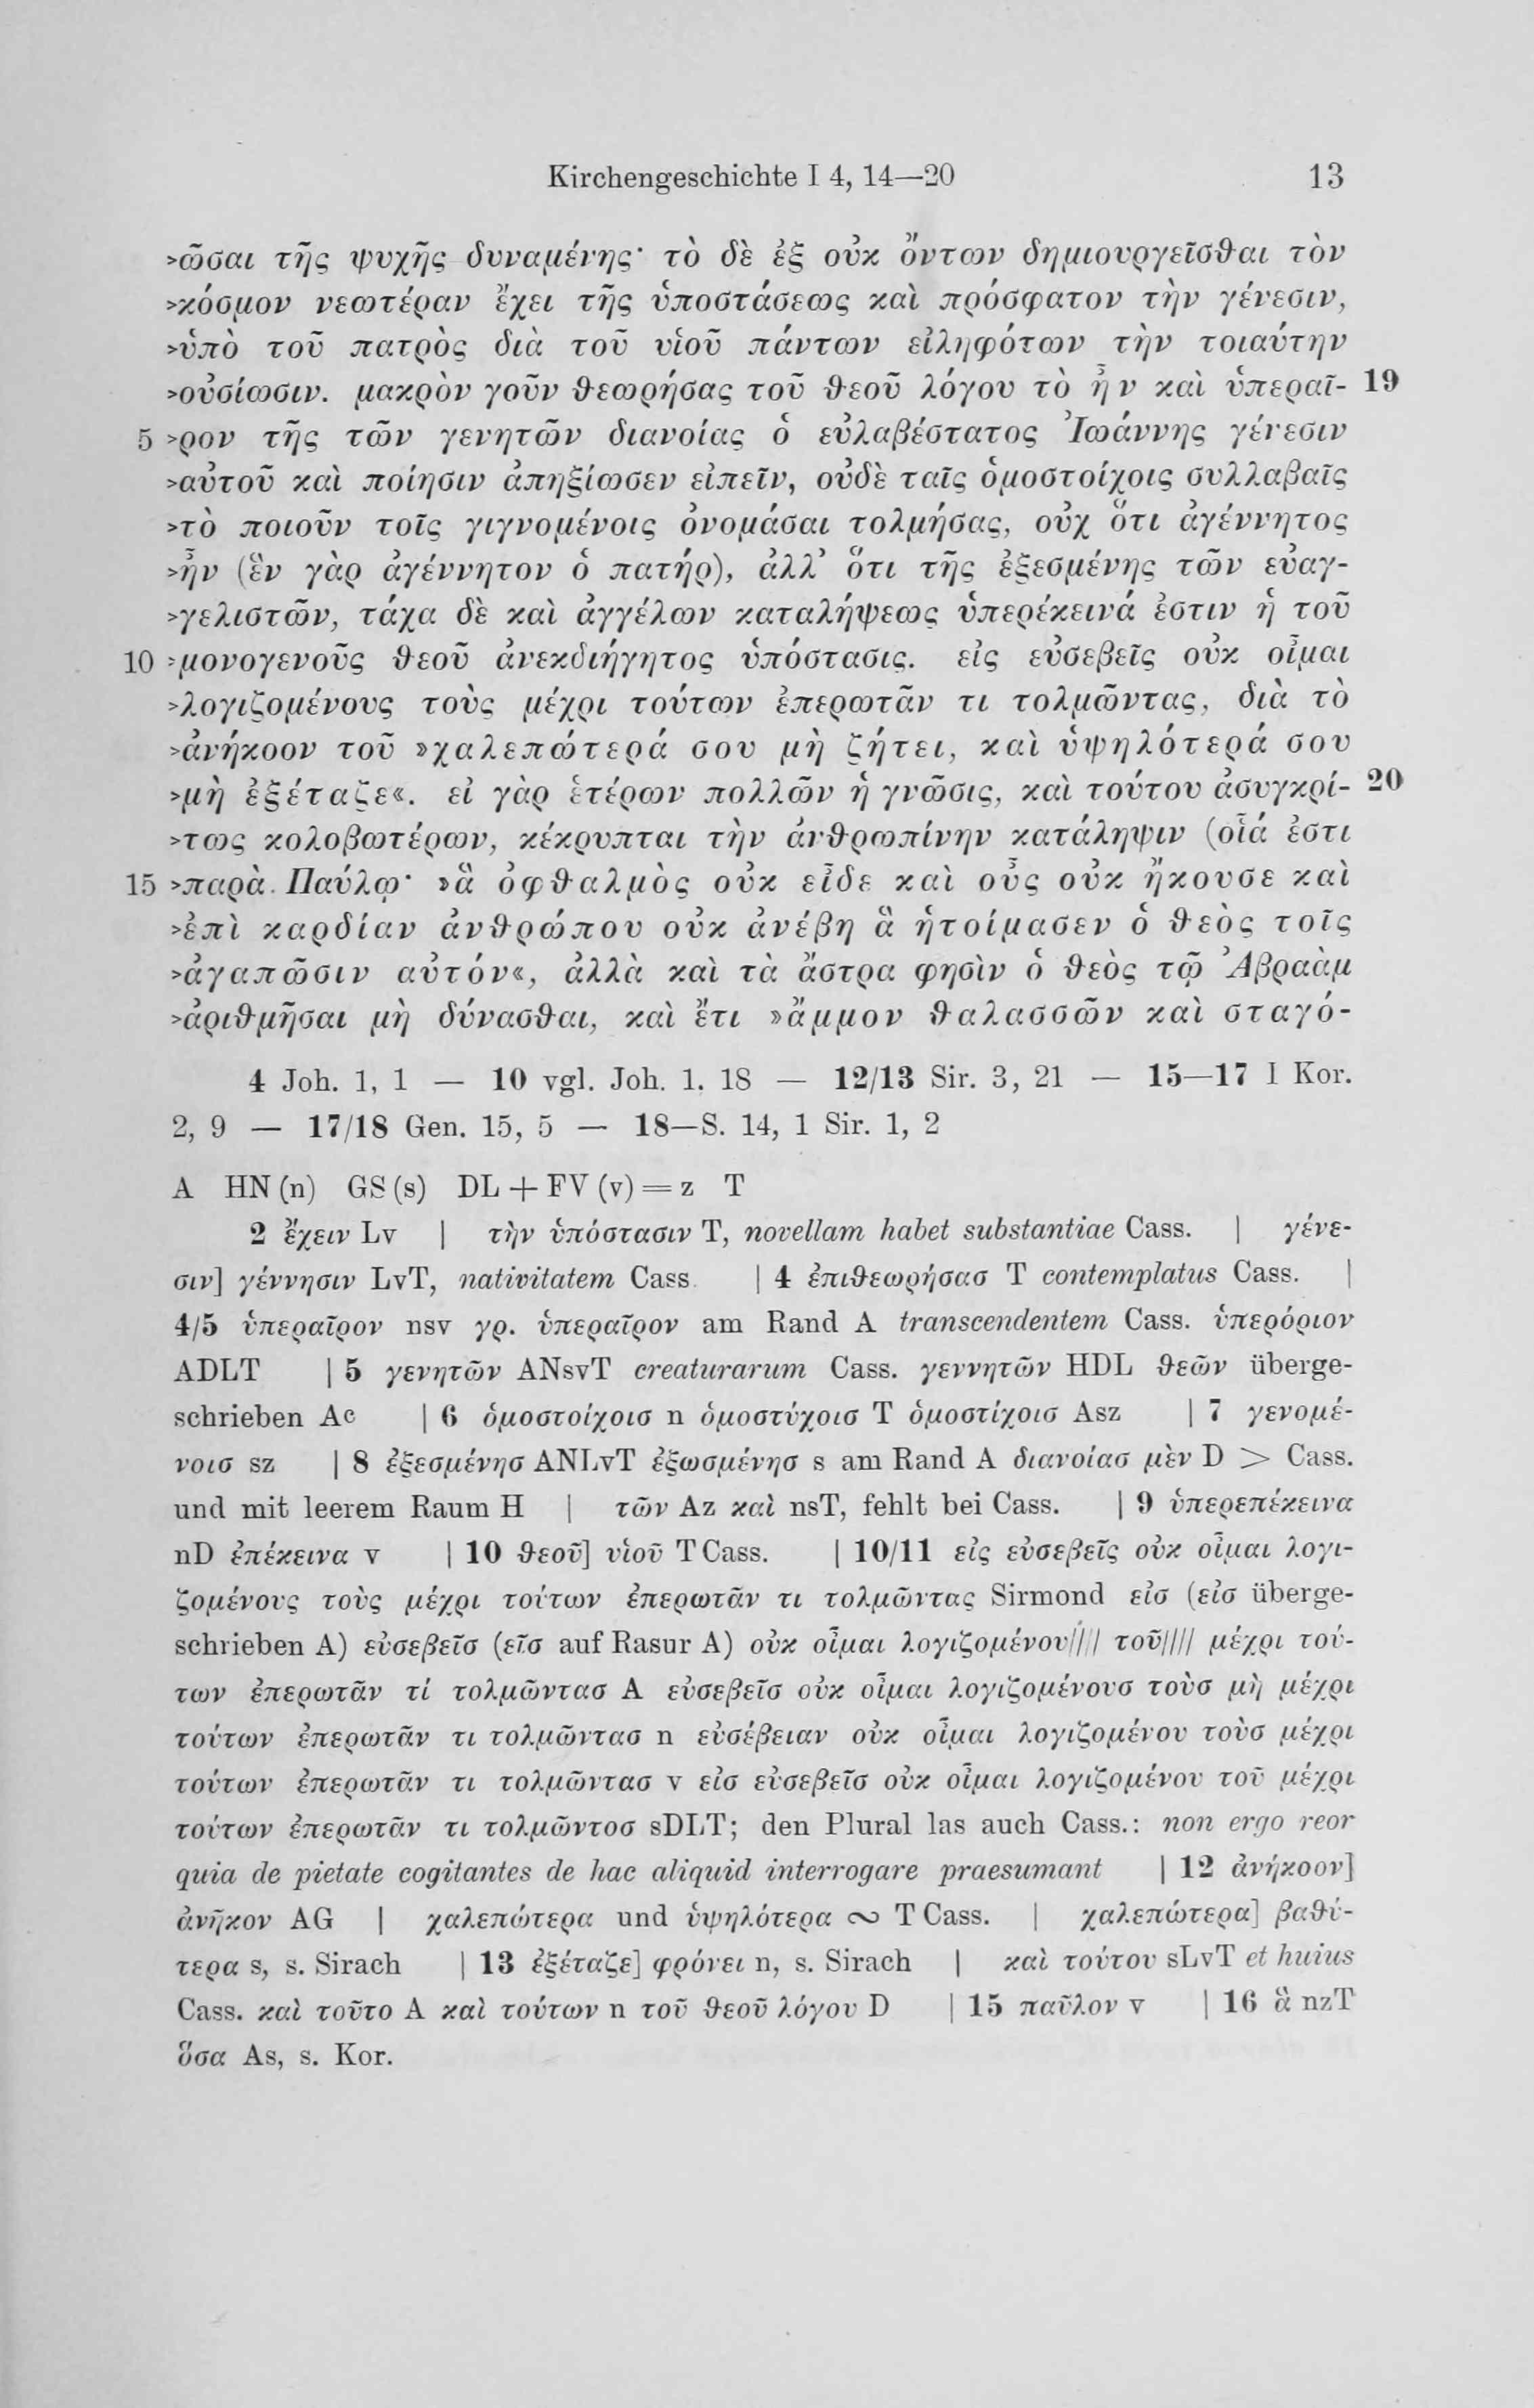 Kirchengeschichte I 4, 14—20 13
>ῶσαι τῆς ψυχῆς δυναμένης· τὸ δὲ ἐξ οὐκ ὄντων δημιουργεῖσθαι τὸν
>κόσμον νεωτέραν ἔχει τῆς ὑποστάσεως καὶ πρόσφατον τὴν γένεσιν,
>ὑπὸ τοῦ πατρὸς διὰ τοῦ υἱοῦ πάντων εἰληφότων τὴν τοιαύτην
>οὐσίωσιν. μακρὸν γοῦν θεωρήσας τοῦ θεοῦ λόγου τὸ ἦν καὶ ὑπεραῖ- 19
5 >ρον τῆς τῶν γενητῶν διανοίας ὁ εὐλαβέστατος Ἰωάννης γένεσιν
>αὐτοῦ καὶ ποίησιν ἀπηξίωσεν εἰπεῖν, οὐδὲ ταῖς ὁμοστοίχοις συλλαβαῖς
>τὸ ποιοῦν τοῖς γιγνομένοις ὀνομάσαι τολμήσας, οὐχ ὅτι ἀγέννητος
>ἦν (ἓν γὰρ ἀγέννητον ὁ πατήρ), ἀλλ᾽ ὅτι τῆς ἐξεσμένης τῶν εὐαγ-
>γελιστῶν, τάχα δὲ καὶ ἀγγέλων καταλήψεως ὑπερέκεινά ἐστιν ἡ τοῦ
10 >μονογενοῦς θεοῦ ἀνεκδιήγητος ὑπόστασις. εἰς εὐσεβεῖς οὐκ οἶμαι
>λογιζομένους τοὺς μέχρι τούτων ἐπερωτᾶν τι τολμῶντας, διὰ τὸ
>ἀνήκοον τοῦ »χαλεπώτερά σου μὴ ζήτει, καὶ ὑψηλότερά σου
>μὴ ἐξέταζε«. εἰ γὰρ ἑτέρων πολλῶν ἡ γνῶσις, καὶ τούτου ἀσυγκρί- 20
>τως κολοβωτέρων, κέκρυπται τὴν ἀνθρωπίνην κατάληψιν (οἷά ἐστι
15 >παρὰ Παύλῳ· »ἃ ὀφθαλμὸς οὐκ εἶδε καὶ οὖς οὐκ ἤκουσε καὶ
>ἐπὶ καρδίαν ἀνθρώπου οὐκ ἀνέβη ἃ ἡτοίμασεν ὁ θεὸς τοῖς
>ἀγαπῶσιν αὐτόν«, ἀλλὰ καὶ τὰ ἄστρα φησὶν ὁ θεὸς τῷ Ἀβραὰμ
>ἀριθμῆσαι μὴ δύνασθαι, καὶ ἔτι »ἄμμον θαλασσῶν καὶ σταγό-
4 Joh. 1, 1 — 10 vgl. Joh. 1, 18 — 12/13 Sir. 3, 21 — 15—17 I Kor.
2, 9 — 17/18 Gen. 15, 5 — 18—S. 14, 1 Sir. 1, 2
A HN (n) GS (s) DL + FV (v) = z T
2 ἔχειν Lv | τὴν ὑπόστασιν T, novellam habet substantiae Cass. | γένε-
σιν] γέννησιν LvT, nativitatem Cass. | 4 ἐπιθεωρήσασ T contemplatus Cass. |
4/5 ὑπεραῖρον nsv γρ. ὑπεραῖρον am Rand A transcendentem Cass. ὑπερόριον
ADLT | 5 γενητῶν ANsvT creaturarum Cass. γεννητῶν HDL θεῶν überge-
schrieben Ac | 6 ὁμοστοίχοισ n ὁμοστύχοισ T ὁμοστίχοισ Asz | 7 γενομέ-
νοισ sz | 8 ἐξεσμένησ ANLvT ἐξωσμένησ s am Rand A διανοίασ μὲν D > Cass.
und mit leerem Raum H | τῶν Az καὶ nsT, fehlt bei Cass. | 9 ὑπερεπέκεινα
nD ἐπέκεινα v | 10 θεοῦ] υἱοῦ T Cass. | 10/11 εἰς εὐσεβεῖς οὐκ οἶμαι λογι-
ζομένους τοὺς μέχρι τούτων ἐπερωτᾶν τι τολμῶντας Sirmond εἰσ (εἰσ überge-
schrieben A) εὐσεβεῖσ (εῖσ auf Rasur A) οὐκ οἶμαι λογιζομένου//// τοῦ//// μέχρι τού-
των ἐπερωτᾶν τί τολμῶντασ A εὐσεβεῖσ οὐκ οἶμαι λογιζομένουσ τοὺσ μὴ μέχρι
τούτων ἐπερωτᾶν τι τολμῶντασ n εὐσέβειαν οὐκ οἶμαι λογιζομένου τοὺσ μέχρι
τούτων ἐπερωτᾶν τι τολμῶντασ v εἰσ εὐσεβεῖσ οὐκ οἶμαι λογιζομένου τοῦ μέχρι
τούτων ἐπερωτᾶν τι τολμῶντοσ sDLT; den Plural las auch Cass.: non ergo reor
quia de pietate cogitantes de hac aliquid interrogare praesumant | 12 ἀνήκοον]
ἀνῆκον AG | χαλεπώτερα und ὑψηλότερα ∾ T Cass. | χαλεπώτερα] βαθύ-
τερα s, s. Sirach | 13 ἐξέταζε] φρόνει n, s. Sirach | καὶ τούτου sLvT et huius
Cass. καὶ τοῦτο A καὶ τούτων n τοῦ θεοῦ λόγου D | 15 παῦλον v | 16 ἃ nzT
ὅσα As, s. Kor.